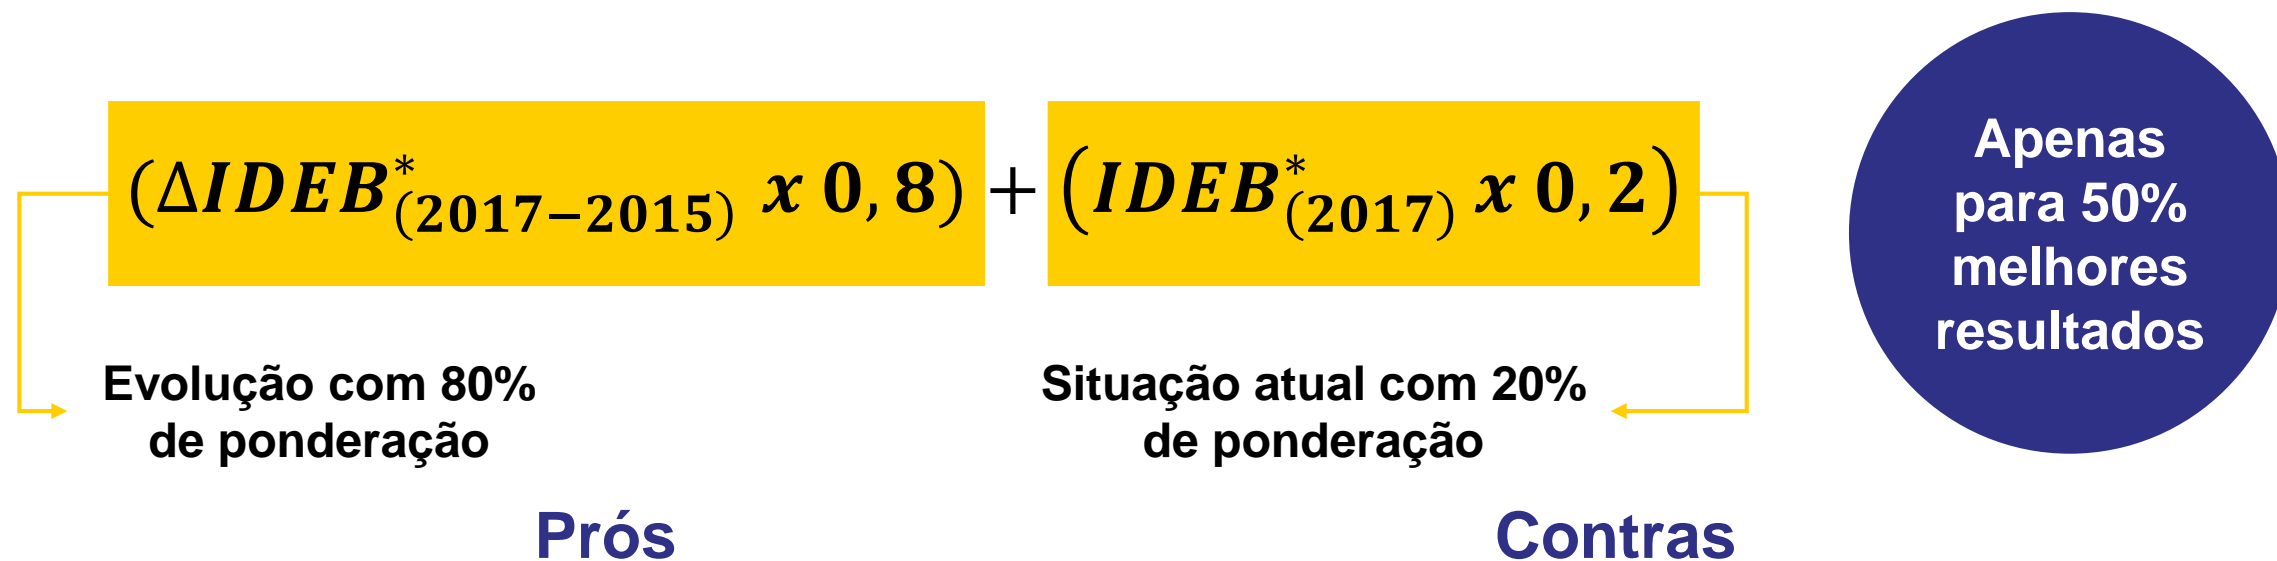 (ΔIDEB*(2017−2015) x 0,8) + (IDEB*(2017) x 0,2)
Evolução com 80%
de ponderação
Situação atual com 20%
de ponderação
Apenas
para 50%
melhores
resultados
Prós
Contras